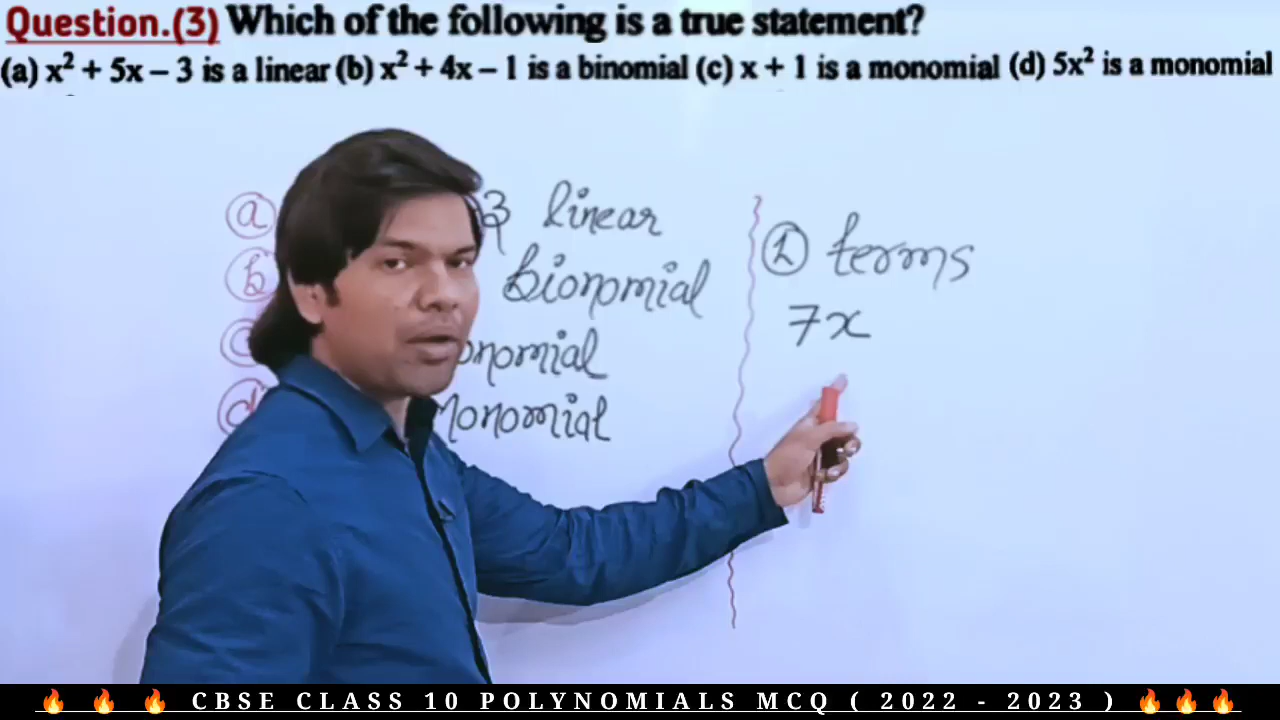 Question.(3) Which of the following is a true statement?
(a) x² + 5x – 3 is a linear (b) x² + 4x – 1 is a binomial (c) x + 1 is a monomial (d) 5x² is a monomial
ⓐ 3 linear
ⓑ bionomial
ⓒ onomial
ⓓ monomial
① terms
7x
🔥 🔥 🔥 CBSE CLASS 10 POLYNOMIALS MCQ ( 2022 - 2023 ) 🔥🔥🔥